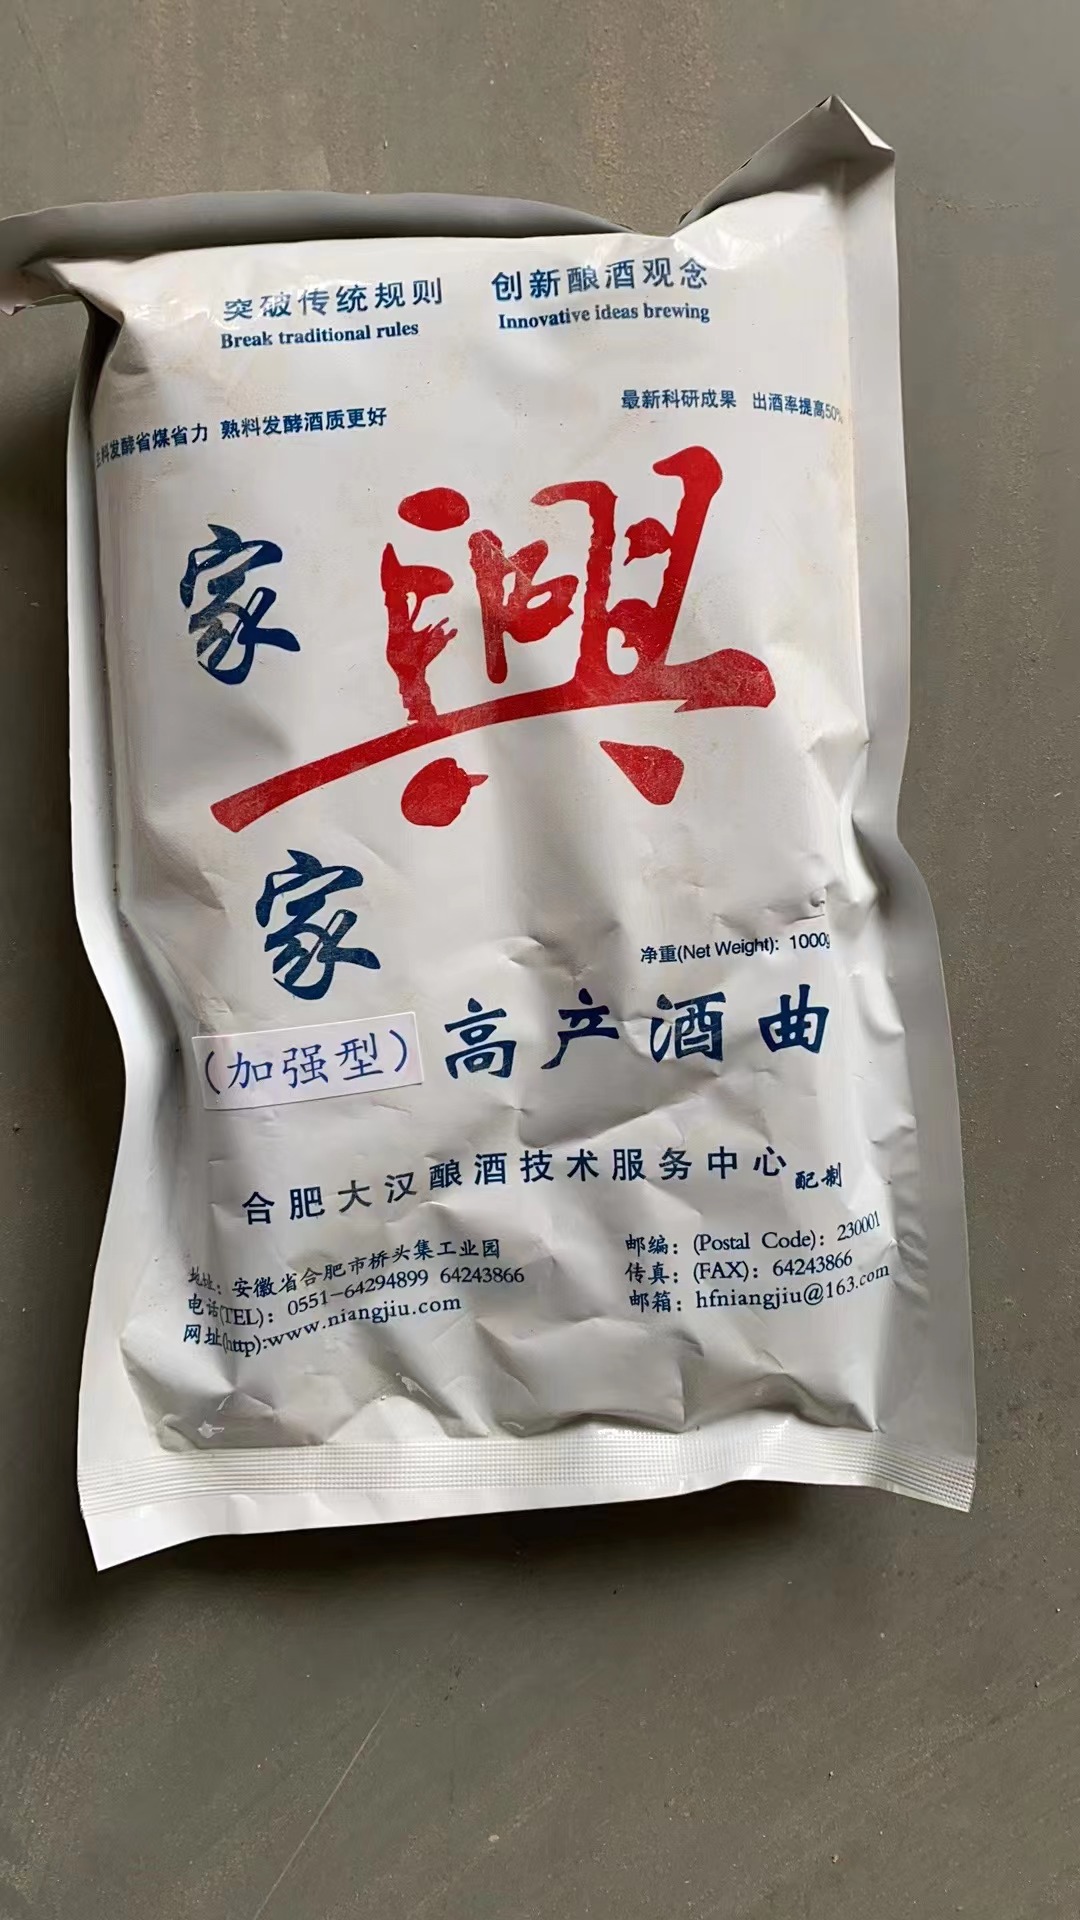 突破传统规则 创新酿酒观念
Break traditional rules Innovative ideas brewing
生料发酵省煤省力 熟料发酵酒质更好
最新科研成果 出酒率提高50%
家
興
家
净重(Net Weight): 1000g
(加强型) 高产酒曲
合肥大汉酿酒技术服务中心配制
地址：安徽省合肥市桥头集工业园
电话(TEL)：0551-64294899 64243866
网址(http):www.niangjiu.com
邮编：(Postal Code)：230001
传真：(FAX)：64243866
邮箱：hfniangjiu@163.com